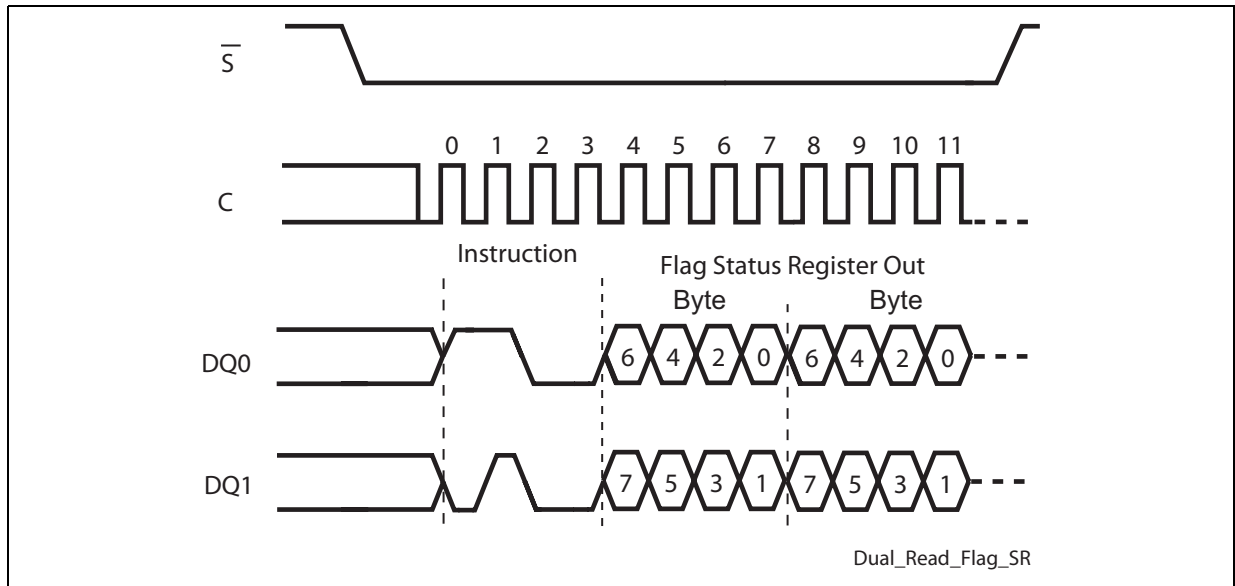 S
0 1 2 3 4 5 6 7 8 9 10 11
C
Instruction
Flag Status Register Out
Byte Byte
DQ0 6 4 2 0 6 4 2 0
DQ1 7 5 3 1 7 5 3 1
Dual_Read_Flag_SR